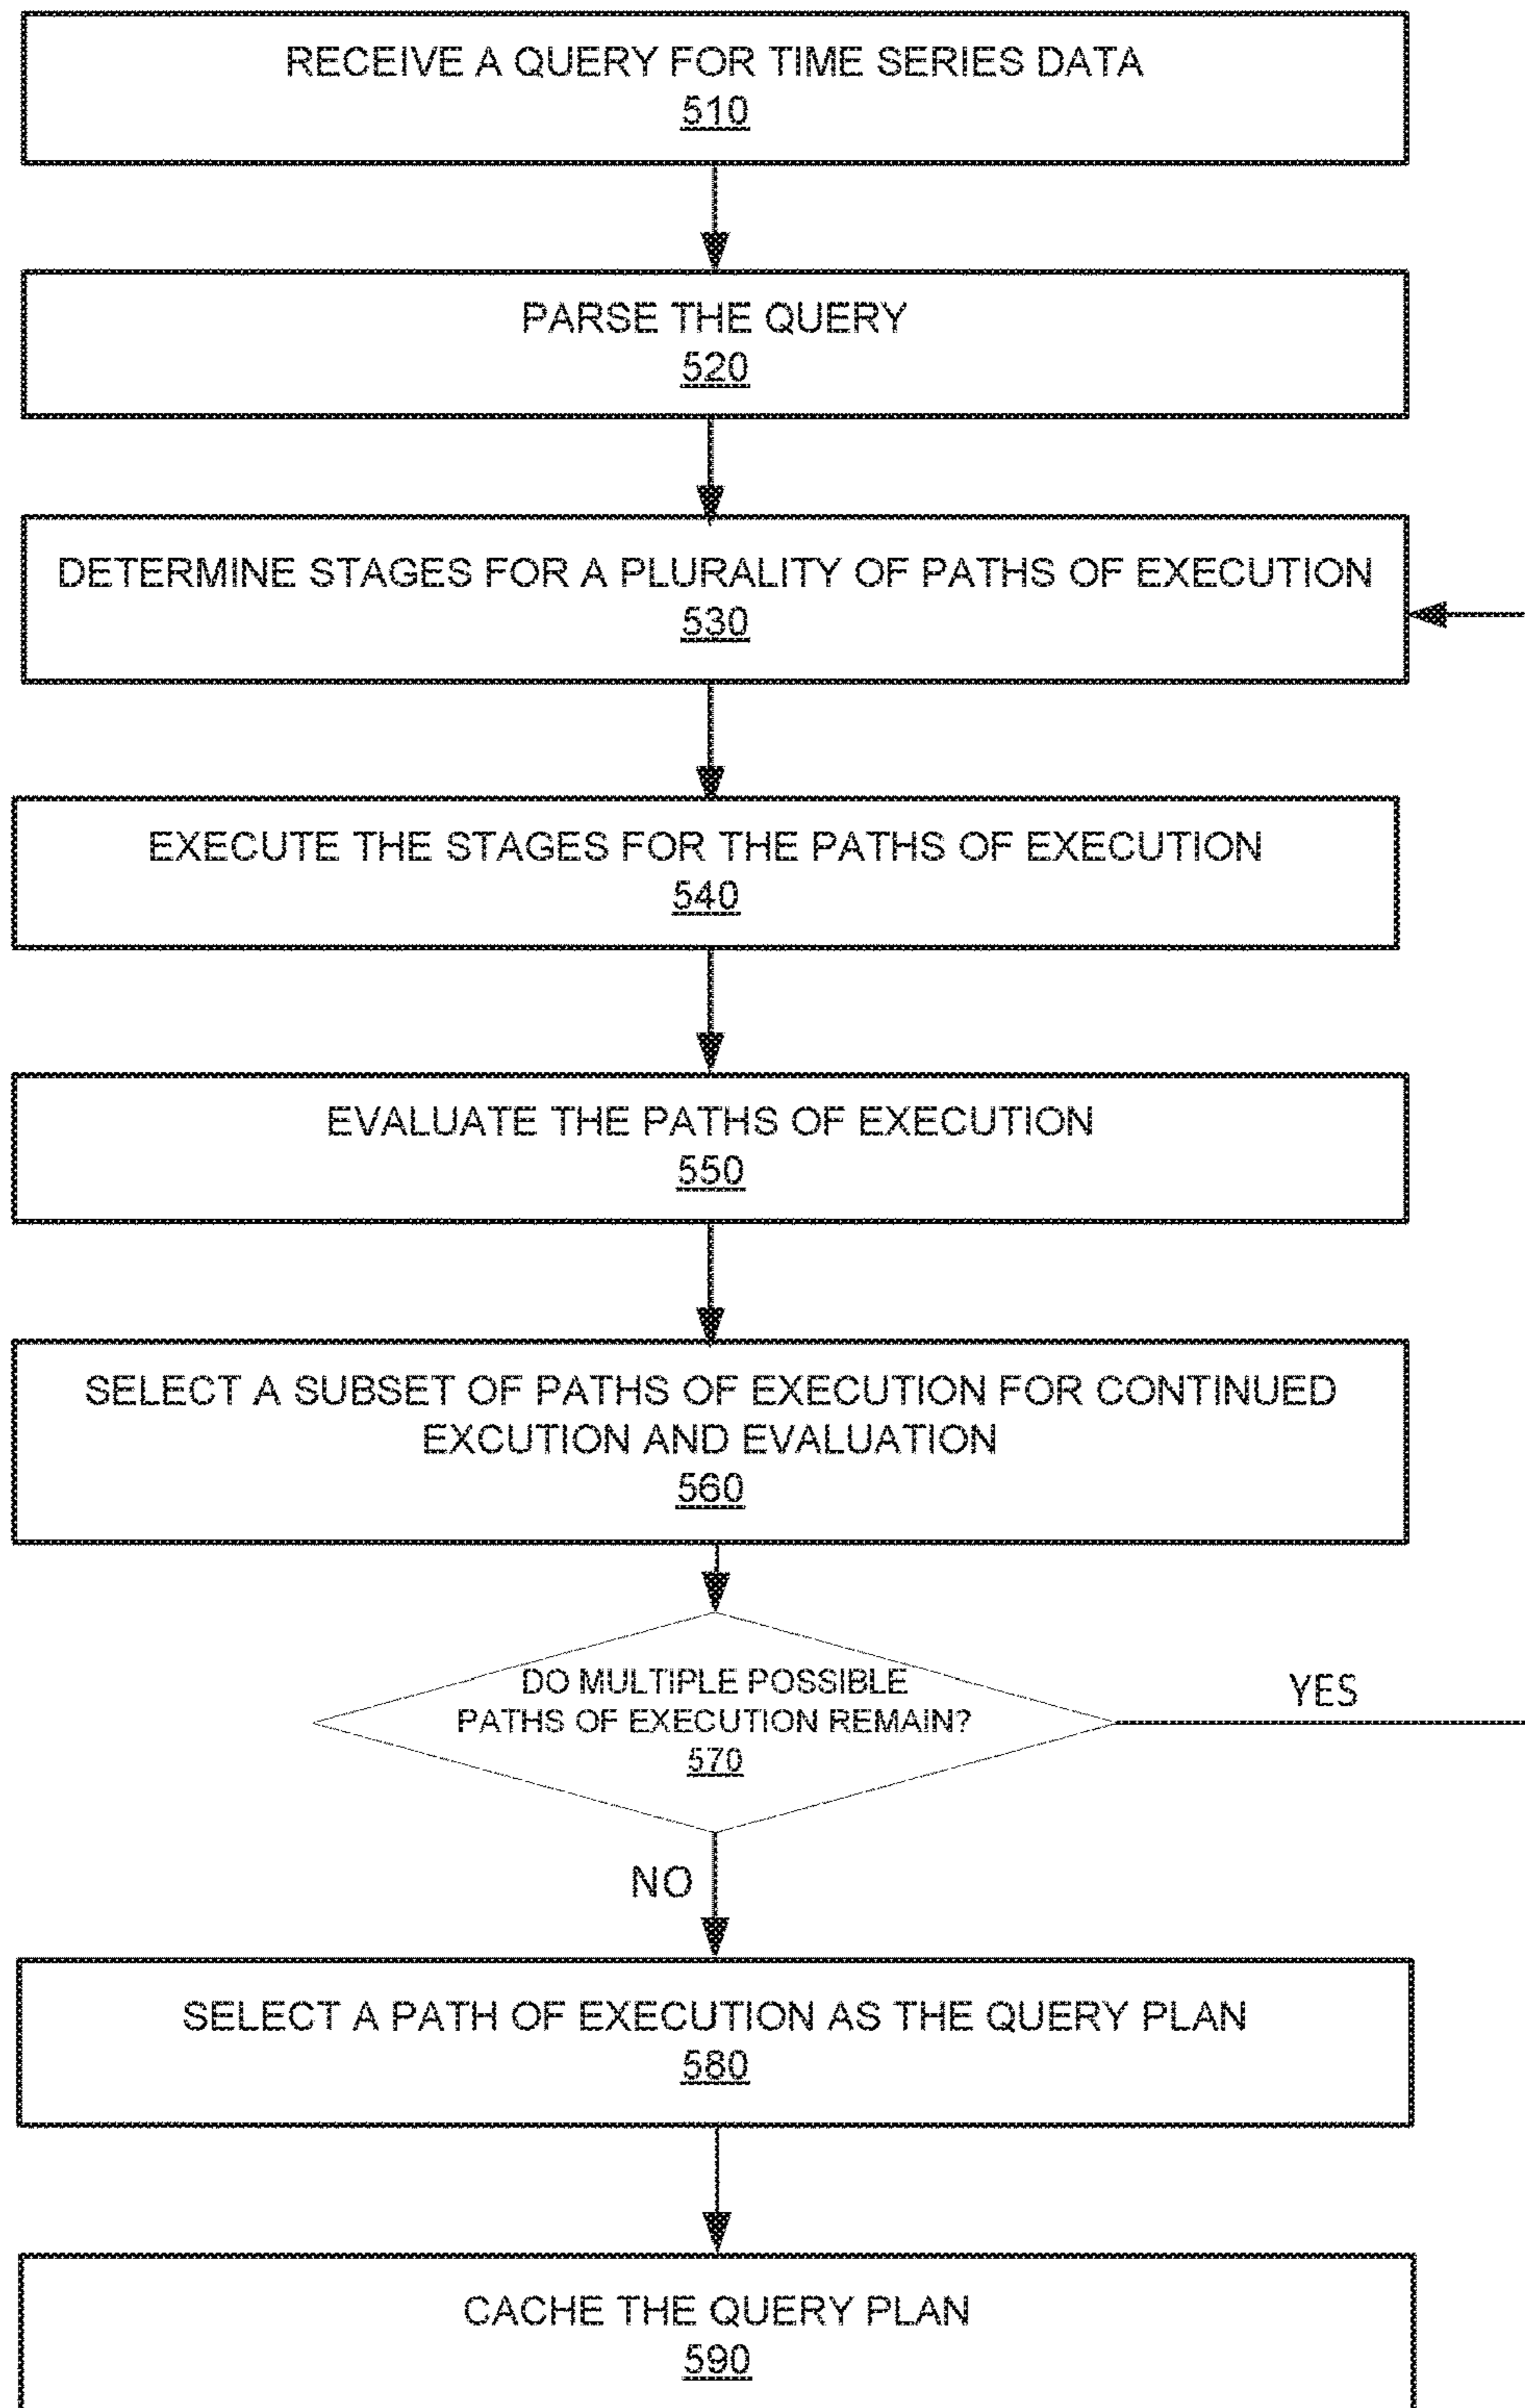 RECEIVE A QUERY FOR TIME SERIES DATA
510
PARSE THE QUERY
520
DETERMINE STAGES FOR A PLURALITY OF PATHS OF EXECUTION
530
EXECUTE THE STAGES FOR THE PATHS OF EXECUTION
540
EVALUATE THE PATHS OF EXECUTION
550
SELECT A SUBSET OF PATHS OF EXECUTION FOR CONTINUED
EXCUTION AND EVALUATION
560
DO MULTIPLE POSSIBLE
PATHS OF EXECUTION REMAIN?
570
YES
NO
SELECT A PATH OF EXECUTION AS THE QUERY PLAN
580
CACHE THE QUERY PLAN
590